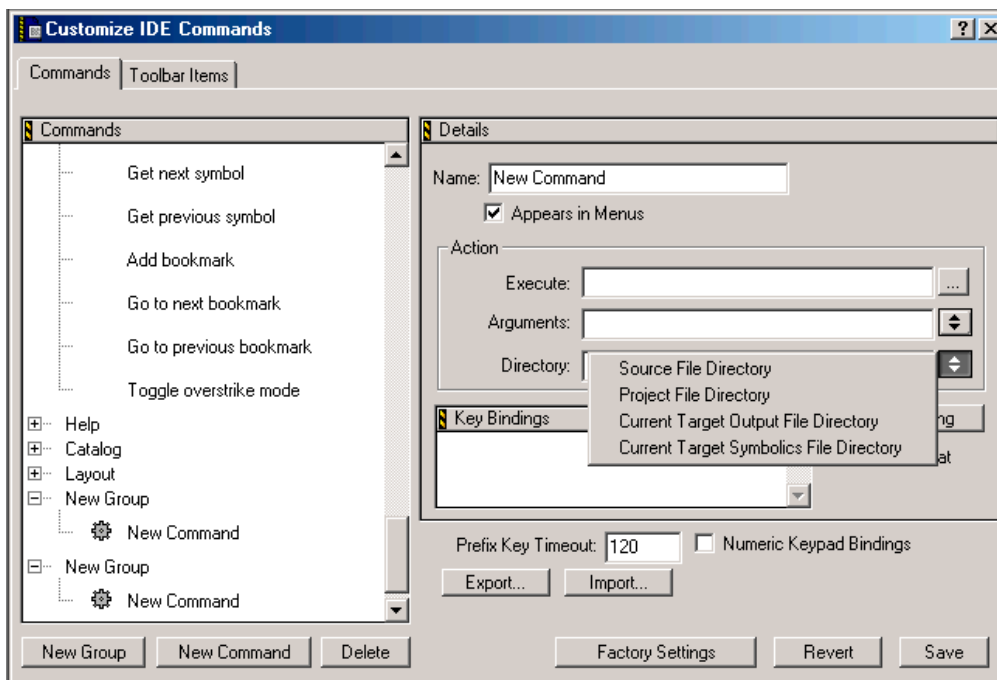 Customize IDE Commands
Commands
Toolbar Items
Commands
Get next symbol
Get previous symbol
Add bookmark
Go to next bookmark
Go to previous bookmark
Toggle overstrike mode
Help
Catalog
Layout
New Group
New Command
New Group
New Command
New Group
New Command
Delete
Details
Name: New Command
Appears in Menus
Action
Execute:
...
Arguments:
Directory:
Source File Directory
Project File Directory
Current Target Output File Directory
Current Target Symbolics File Directory
Key Bindings
ng
at
Prefix Key Timeout: 120
Numeric Keypad Bindings
Export...
Import...
Factory Settings
Revert
Save